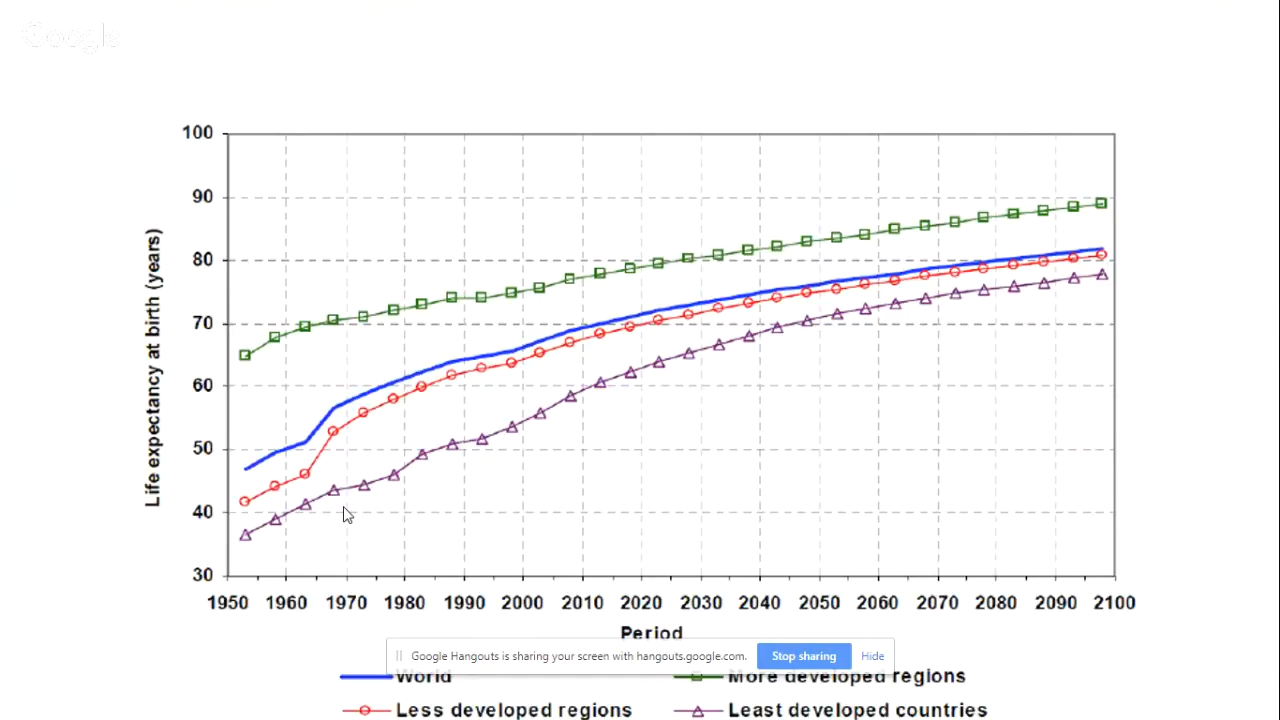 Google
100
90
80
70
60
50
40
30
Life expectancy at birth (years)
1950 1960 1970 1980 1990 2000 2010 2020 2030 2040 2050 2060 2070 2080 2090 2100
Period
Google Hangouts is sharing your screen with hangouts.google.com. Stop sharing Hide
World More developed regions
Less developed regions Least developed countries